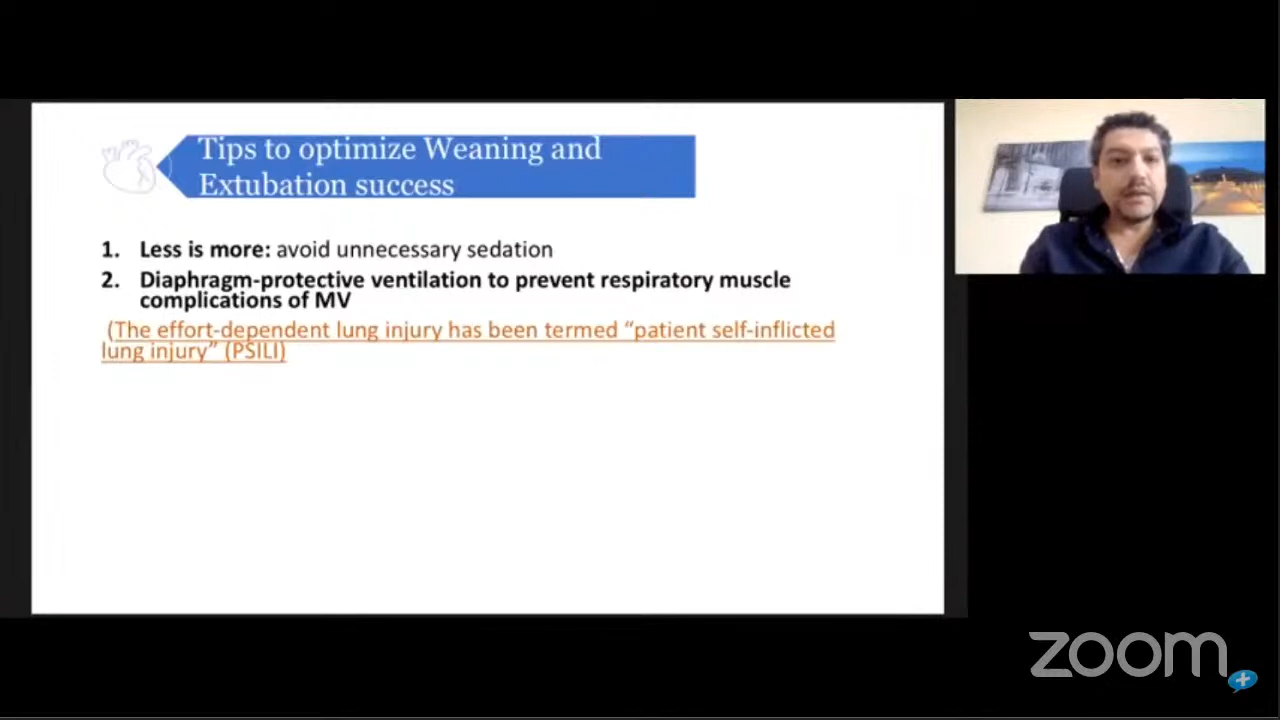 Tips to optimize Weaning and
Extubation success
1. Less is more: avoid unnecessary sedation
2. Diaphragm-protective ventilation to prevent respiratory muscle
complications of MV
(The effort-dependent lung injury has been termed “patient self-inflicted
lung injury” (PSILI)
zoom